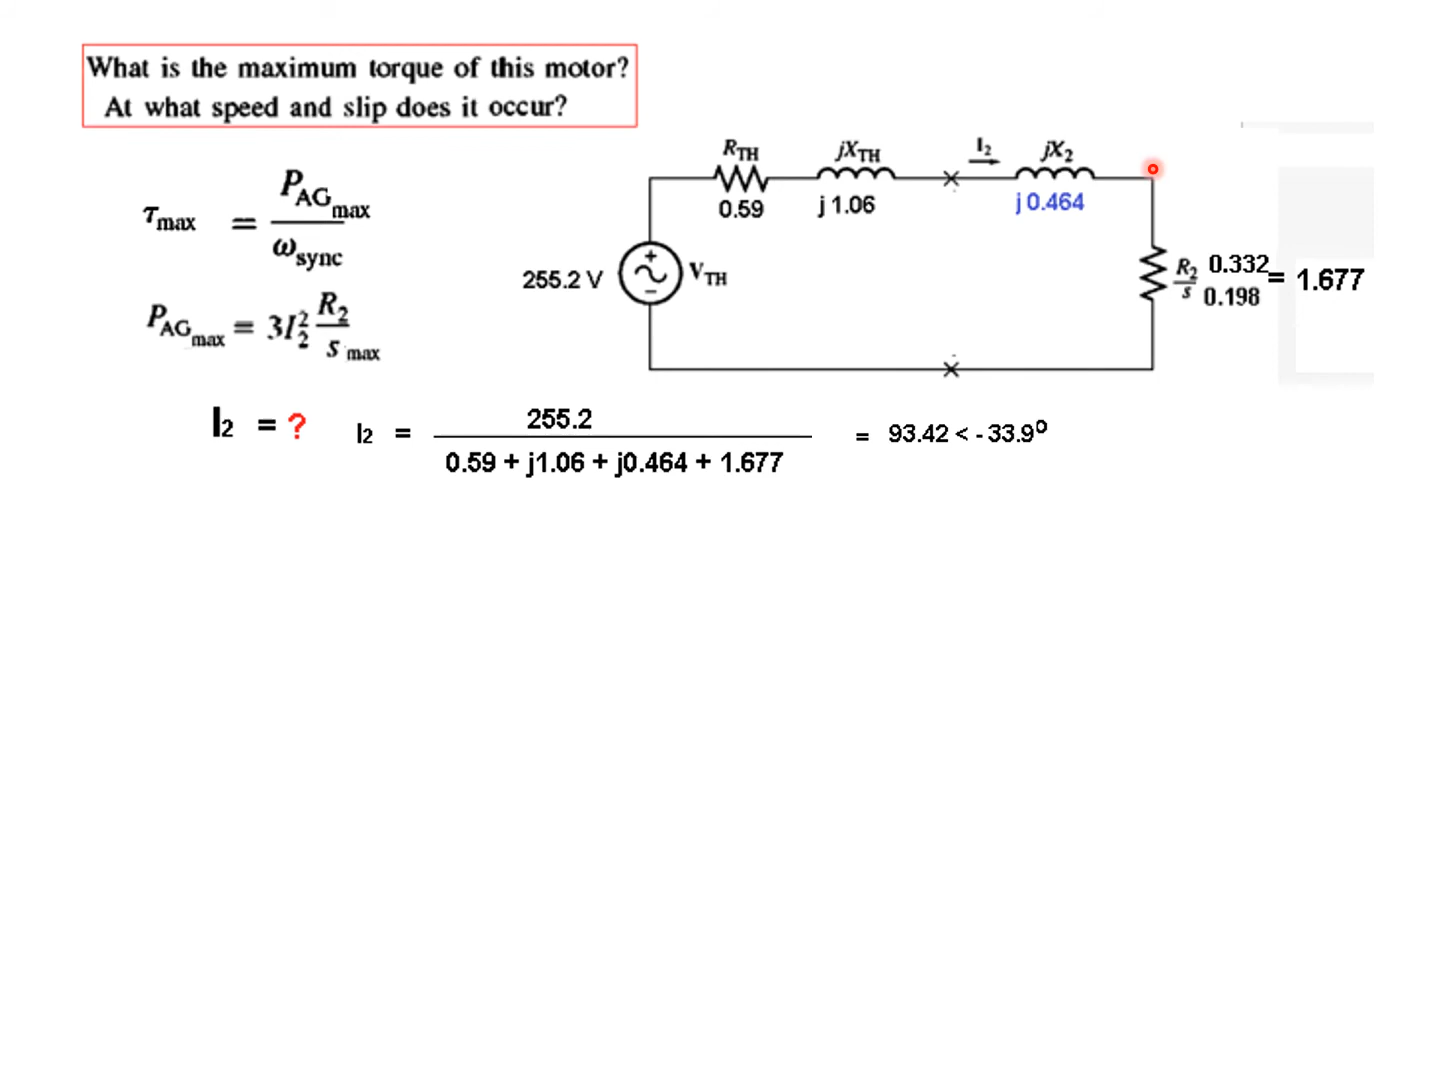 What is the maximum torque of this motor?
At what speed and slip does it occur?
τmax = PAGmax / ωsync
PAGmax = 3I₂² R₂ / s max
RTH
0.59
jXTH
j 1.06
I₂
jX₂
j 0.464
255.2 V
+
−
VTH
R₂ / s 0.332 / 0.198 = 1.677
I₂ = ?
I₂ = 255.2 / 0.59 + j1.06 + j0.464 + 1.677 = 93.42 < - 33.9º